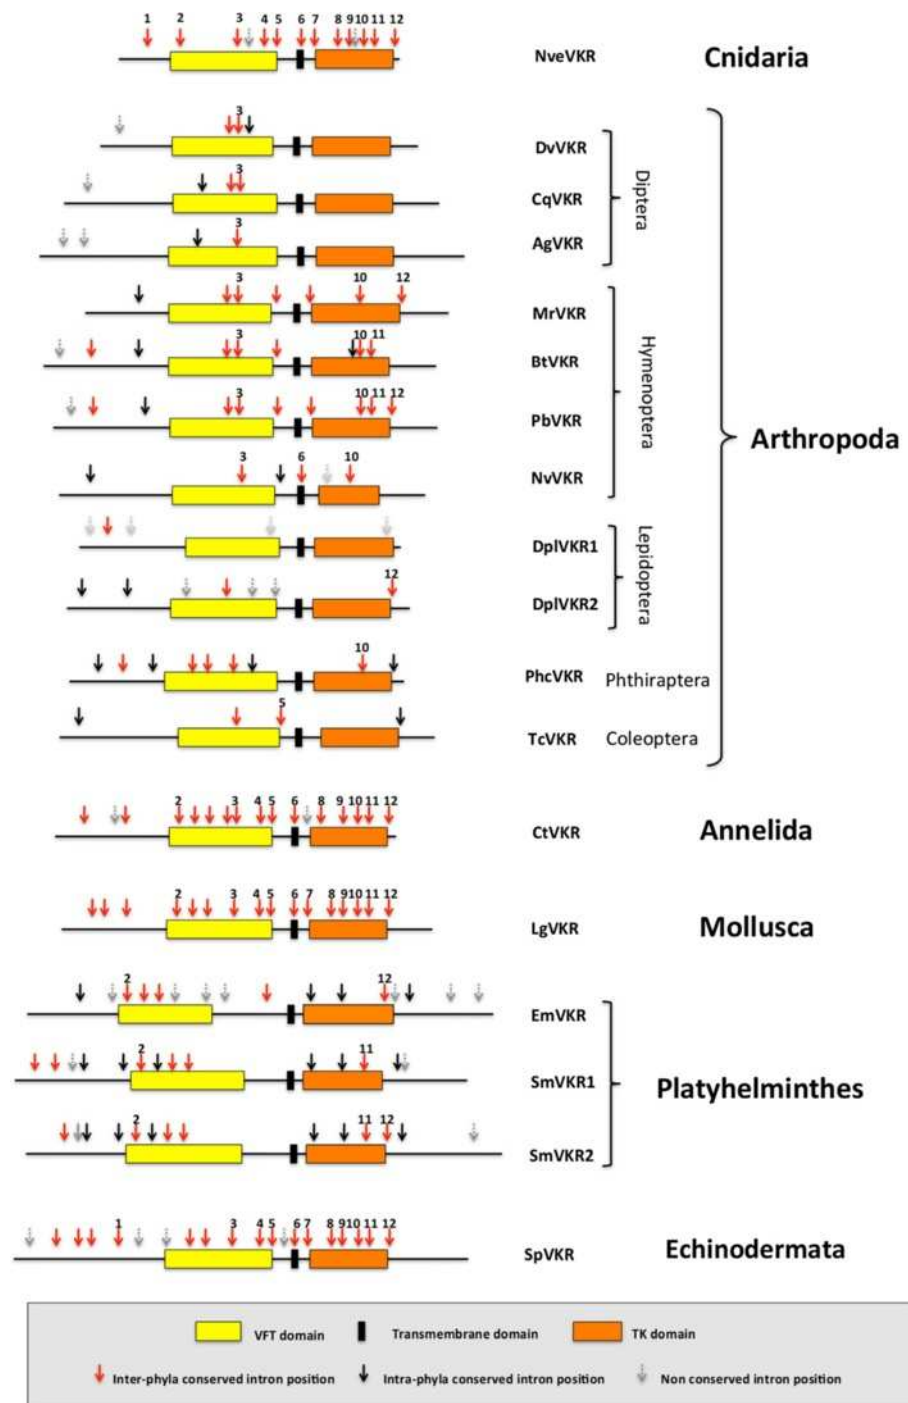 1 2 3 4 5 6 7 8 9 10 11 12
NveVKR Cnidaria
3
DvVKR
3
CqVKR
Diptera
3
AgVKR
3 10 12
MrVKR
3 10 11
BtVKR
Hymenoptera
3 10 11 12
PbVKR
Arthropoda
3 6 10
NvVKR
DplVKR1
Lepidoptera
12
DplVKR2
10
PhcVKR Phthiraptera
5
TcVKR Coleoptera
2 3 4 5 6 8 9 10 11 12
CtVKR Annelida
2 3 4 5 6 7 8 9 10 11 12
LgVKR Mollusca
2 12
EmVKR
2 11
SmVKR1 Platyhelminthes
2 11 12
SmVKR2
1 3 4 5 6 7 8 9 10 11 12
SpVKR Echinodermata
VFT domain Transmembrane domain TK domain
Inter-phyla conserved intron position Intra-phyla conserved intron position Non conserved intron position